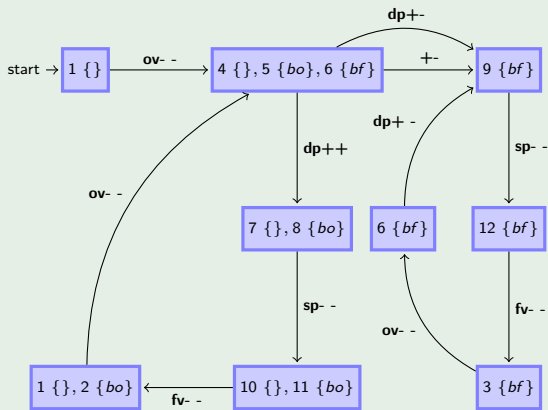 dp+-
start
1 {}
ov- -
4 {}, 5 {bo}, 6 {bf}
+-
9 {bf}
dp+ -
dp++
sp- -
ov- -
7 {}, 8 {bo}
6 {bf}
12 {bf}
sp- -
fv- -
ov- -
1 {}, 2 {bo}
fv- -
10 {}, 11 {bo}
3 {bf}